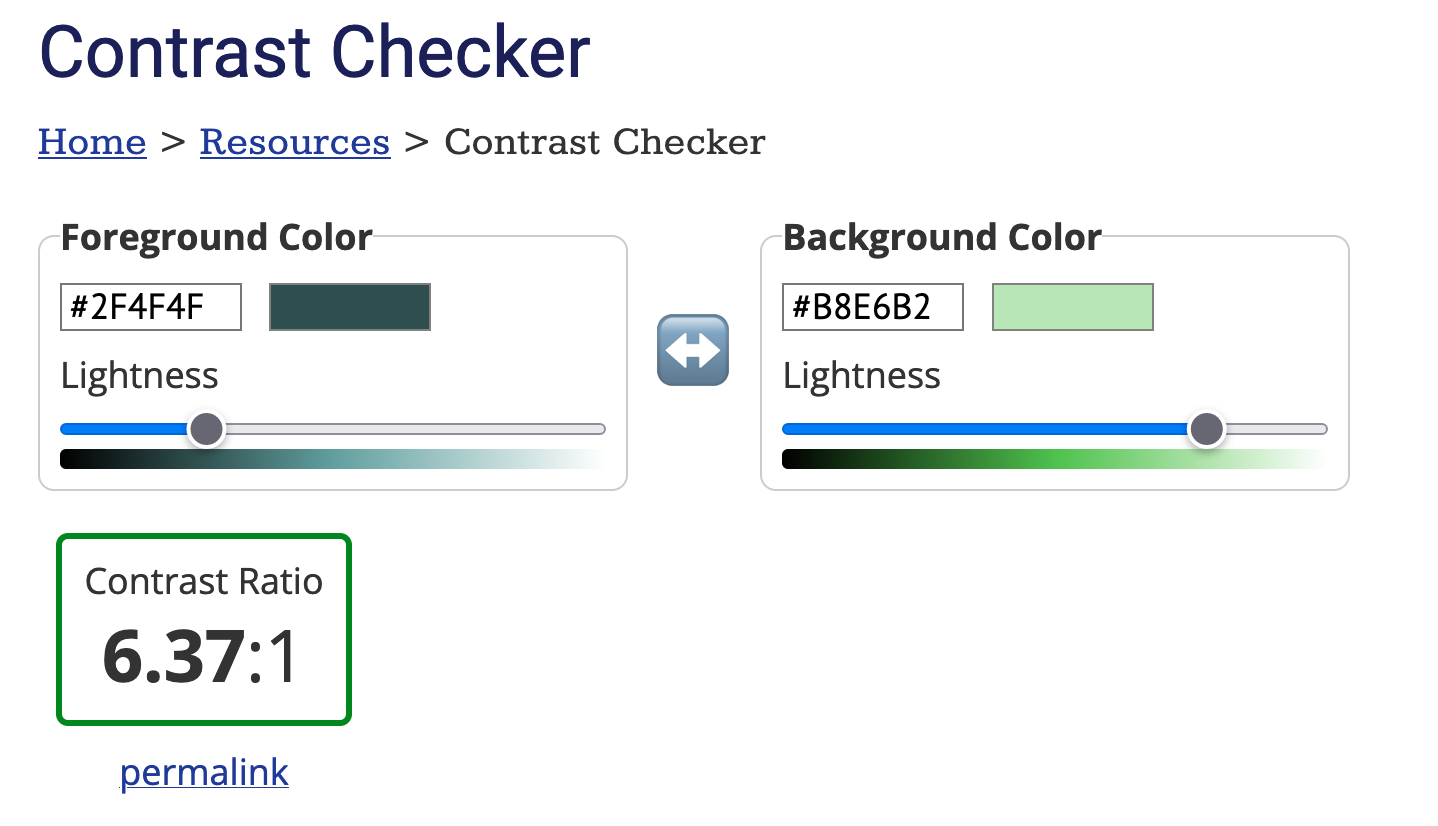 Contrast Checker
Home > Resources > Contrast Checker
Foreground Color
#2F4F4F
Lightness
Background Color
#B8E6B2
Lightness
Contrast Ratio
6.37:1
permalink